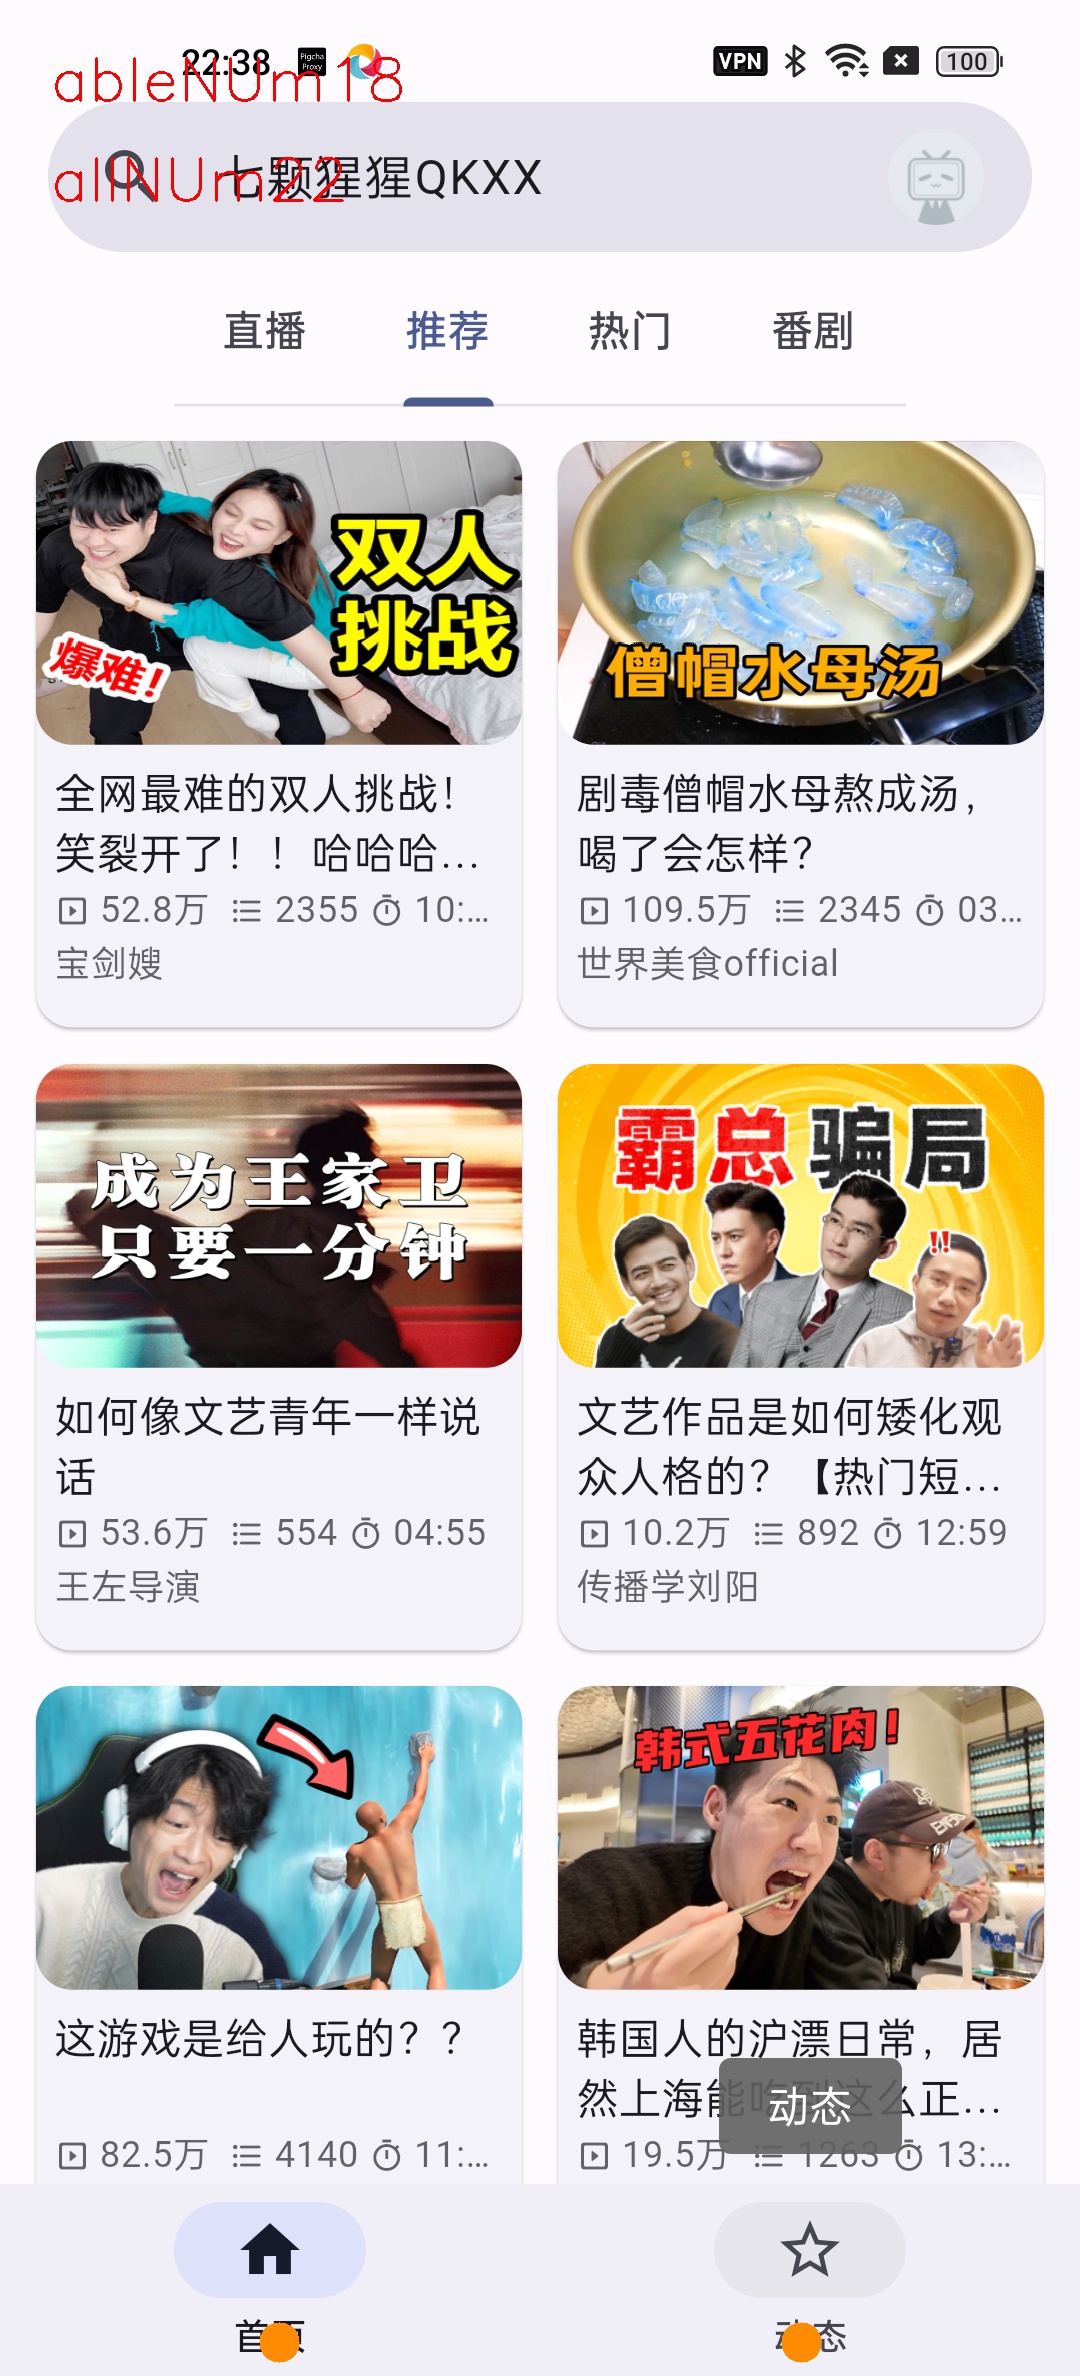 22:38
Pigcha
Proxy
VPN
100
ableNUm18
allNUm22
七颗猩猩QKXX
直播
推荐
热门
番剧
双人
挑战
爆难！
僧帽水母汤
全网最难的双人挑战！
笑裂开了！！哈哈哈...
52.8万 2355 10:...
宝剑嫂
剧毒僧帽水母熬成汤，
喝了会怎样？
109.5万 2345 03...
世界美食official
成为王家卫
只要一分钟
霸总骗局
!!
如何像文艺青年一样说
话
53.6万 554 04:55
王左导演
文艺作品是如何矮化观
众人格的？【热门短...
10.2万 892 12:59
传播学刘阳
韩式五花肉！
这游戏是给人玩的？？
82.5万 4140 11:...
韩国人的沪漂日常，居
然上海能吃到这么正...
动态
19.5万 1263 13:...
首页
动态